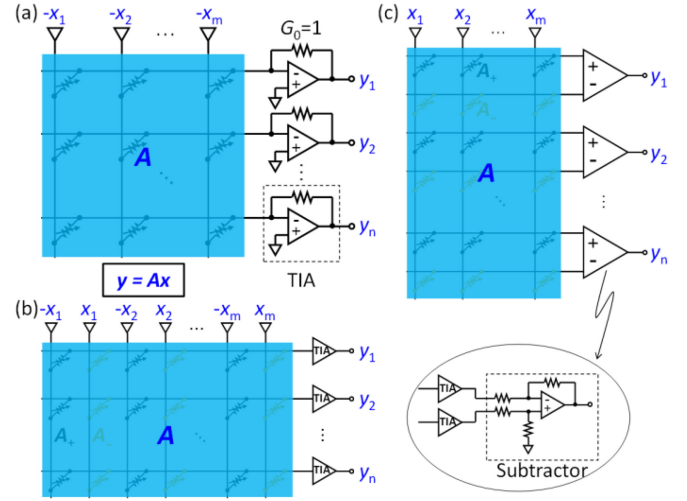 (a)
-x₁ -x₂ ... -xₘ
G₀=1
A
y₁
y₂
⋮
yₙ
TIA
y = Ax
(b)
-x₁ x₁ -x₂ x₂ ... -xₘ xₘ
A₊ A₋ A
TIA y₁
TIA y₂
⋮
TIA yₙ
(c)
x₁ x₂ ... xₘ
A₊
A₋
A
+ - y₁
+ - y₂
⋮
+ - yₙ
TIA
TIA
Subtractor